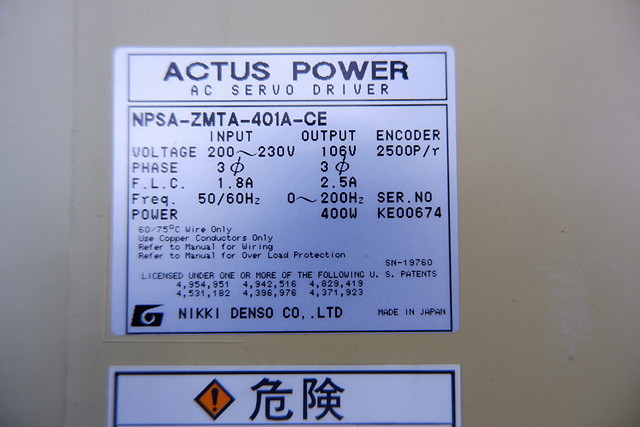 ACTUS POWER
AC SERVO DRIVER
NPSA-ZMTA-401A-CE
INPUT OUTPUT ENCODER
VOLTAGE 200~230V 106V 2500P/r
PHASE 3φ 3φ
F.L.C. 1.8A 2.5A
Freq. 50/60Hz 0~200Hz SER.NO
POWER 400W KE00674
60/75°C Wire Only
Use Copper Conductors Only
Refer to Manual for Wiring
Refer to Manual for Over Load Protection
SN-19760
LICENSED UNDER ONE OR MORE OF THE FOLLOWING U. S. PATENTS
4,954,951 4,942,516 4,829,419
4,531,182 4,396,976 4,371,923
NIKKI DENSO CO,.LTD MADE IN JAPAN
危険